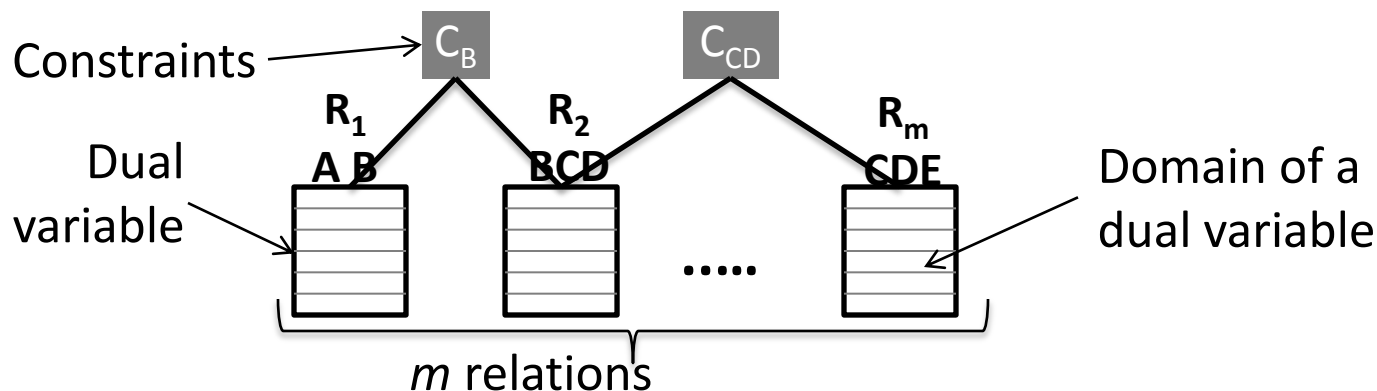 Constraints
C_B
C_CD
R_1
R_2
R_m
A B
BCD
CDE
Dual
variable
Domain of a
dual variable
.....
m relations